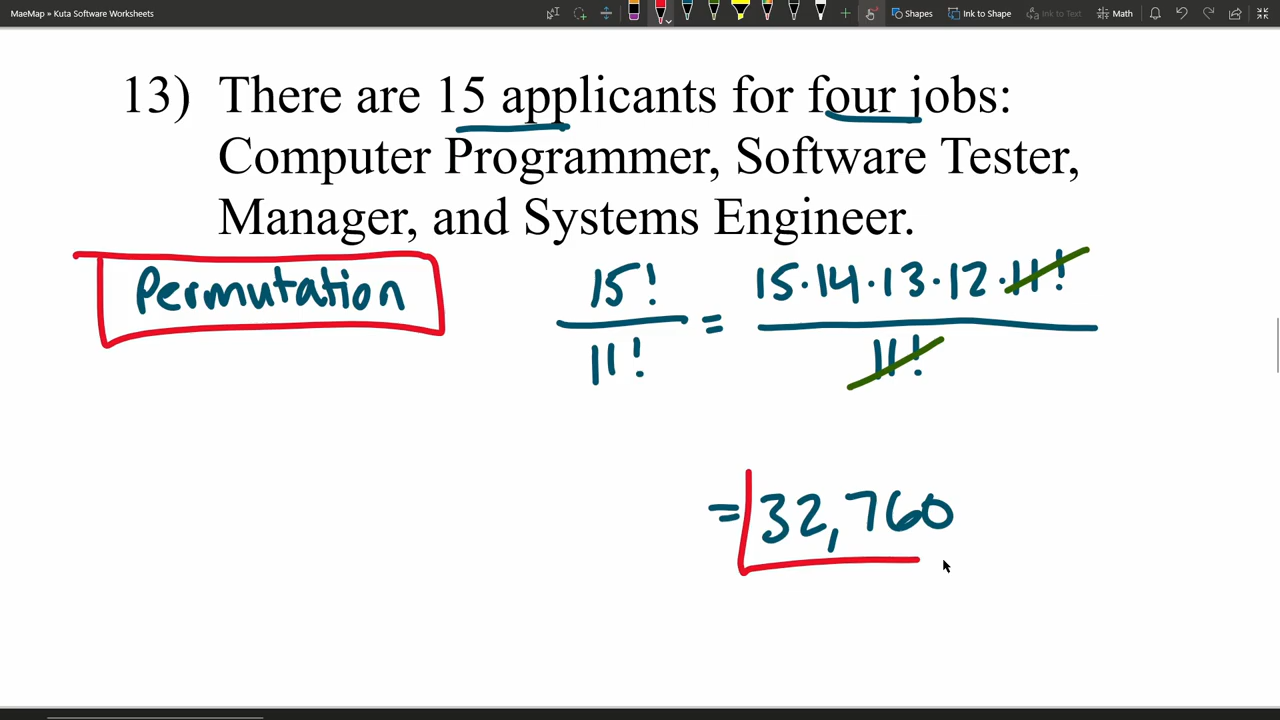 MaeMap » Kuta Software Worksheets
Shapes Ink to Shape Ink to Text Math
13) There are 15 applicants for four jobs:
Computer Programmer, Software Tester,
Manager, and Systems Engineer.
Permutation
15! / 11! = 15·14·13·12·11! / 11!
= 32,760